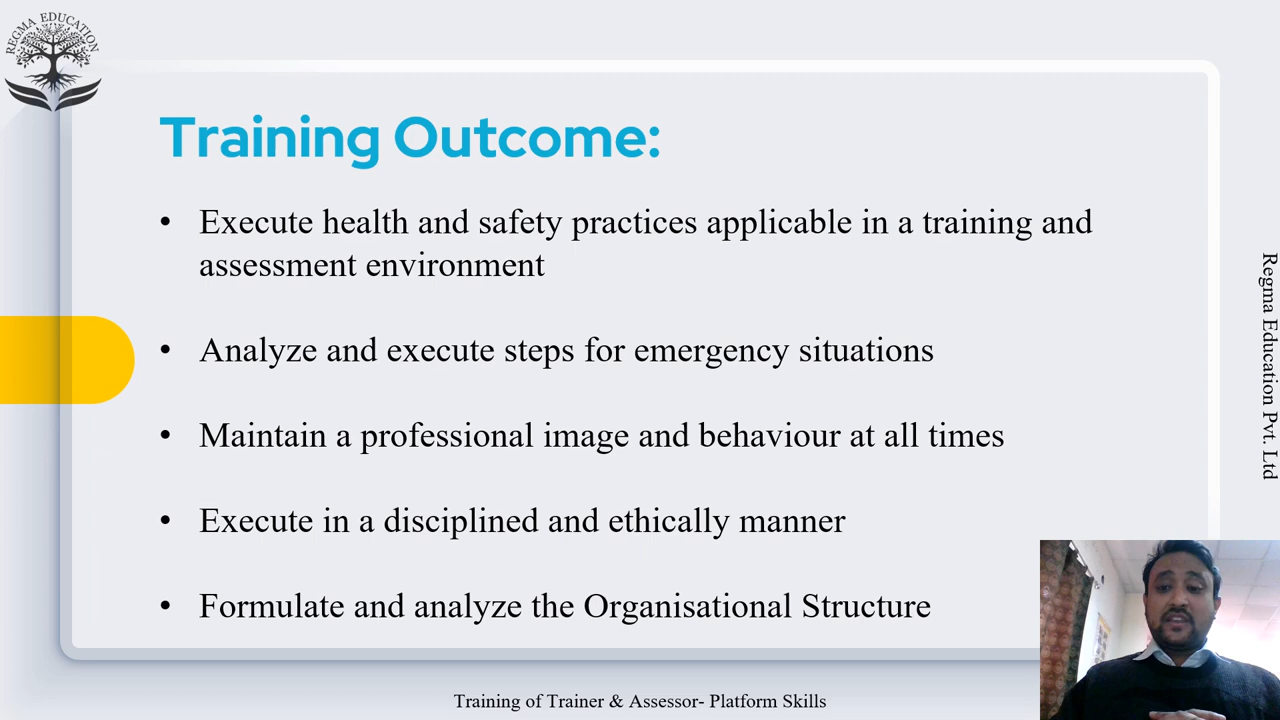 REGMA EDUCATION
Training Outcome:
• Execute health and safety practices applicable in a training and
assessment environment
• Analyze and execute steps for emergency situations
• Maintain a professional image and behaviour at all times
• Execute in a disciplined and ethically manner
• Formulate and analyze the Organisational Structure
Regma Education Pvt. Ltd
Training of Trainer & Assessor- Platform Skills